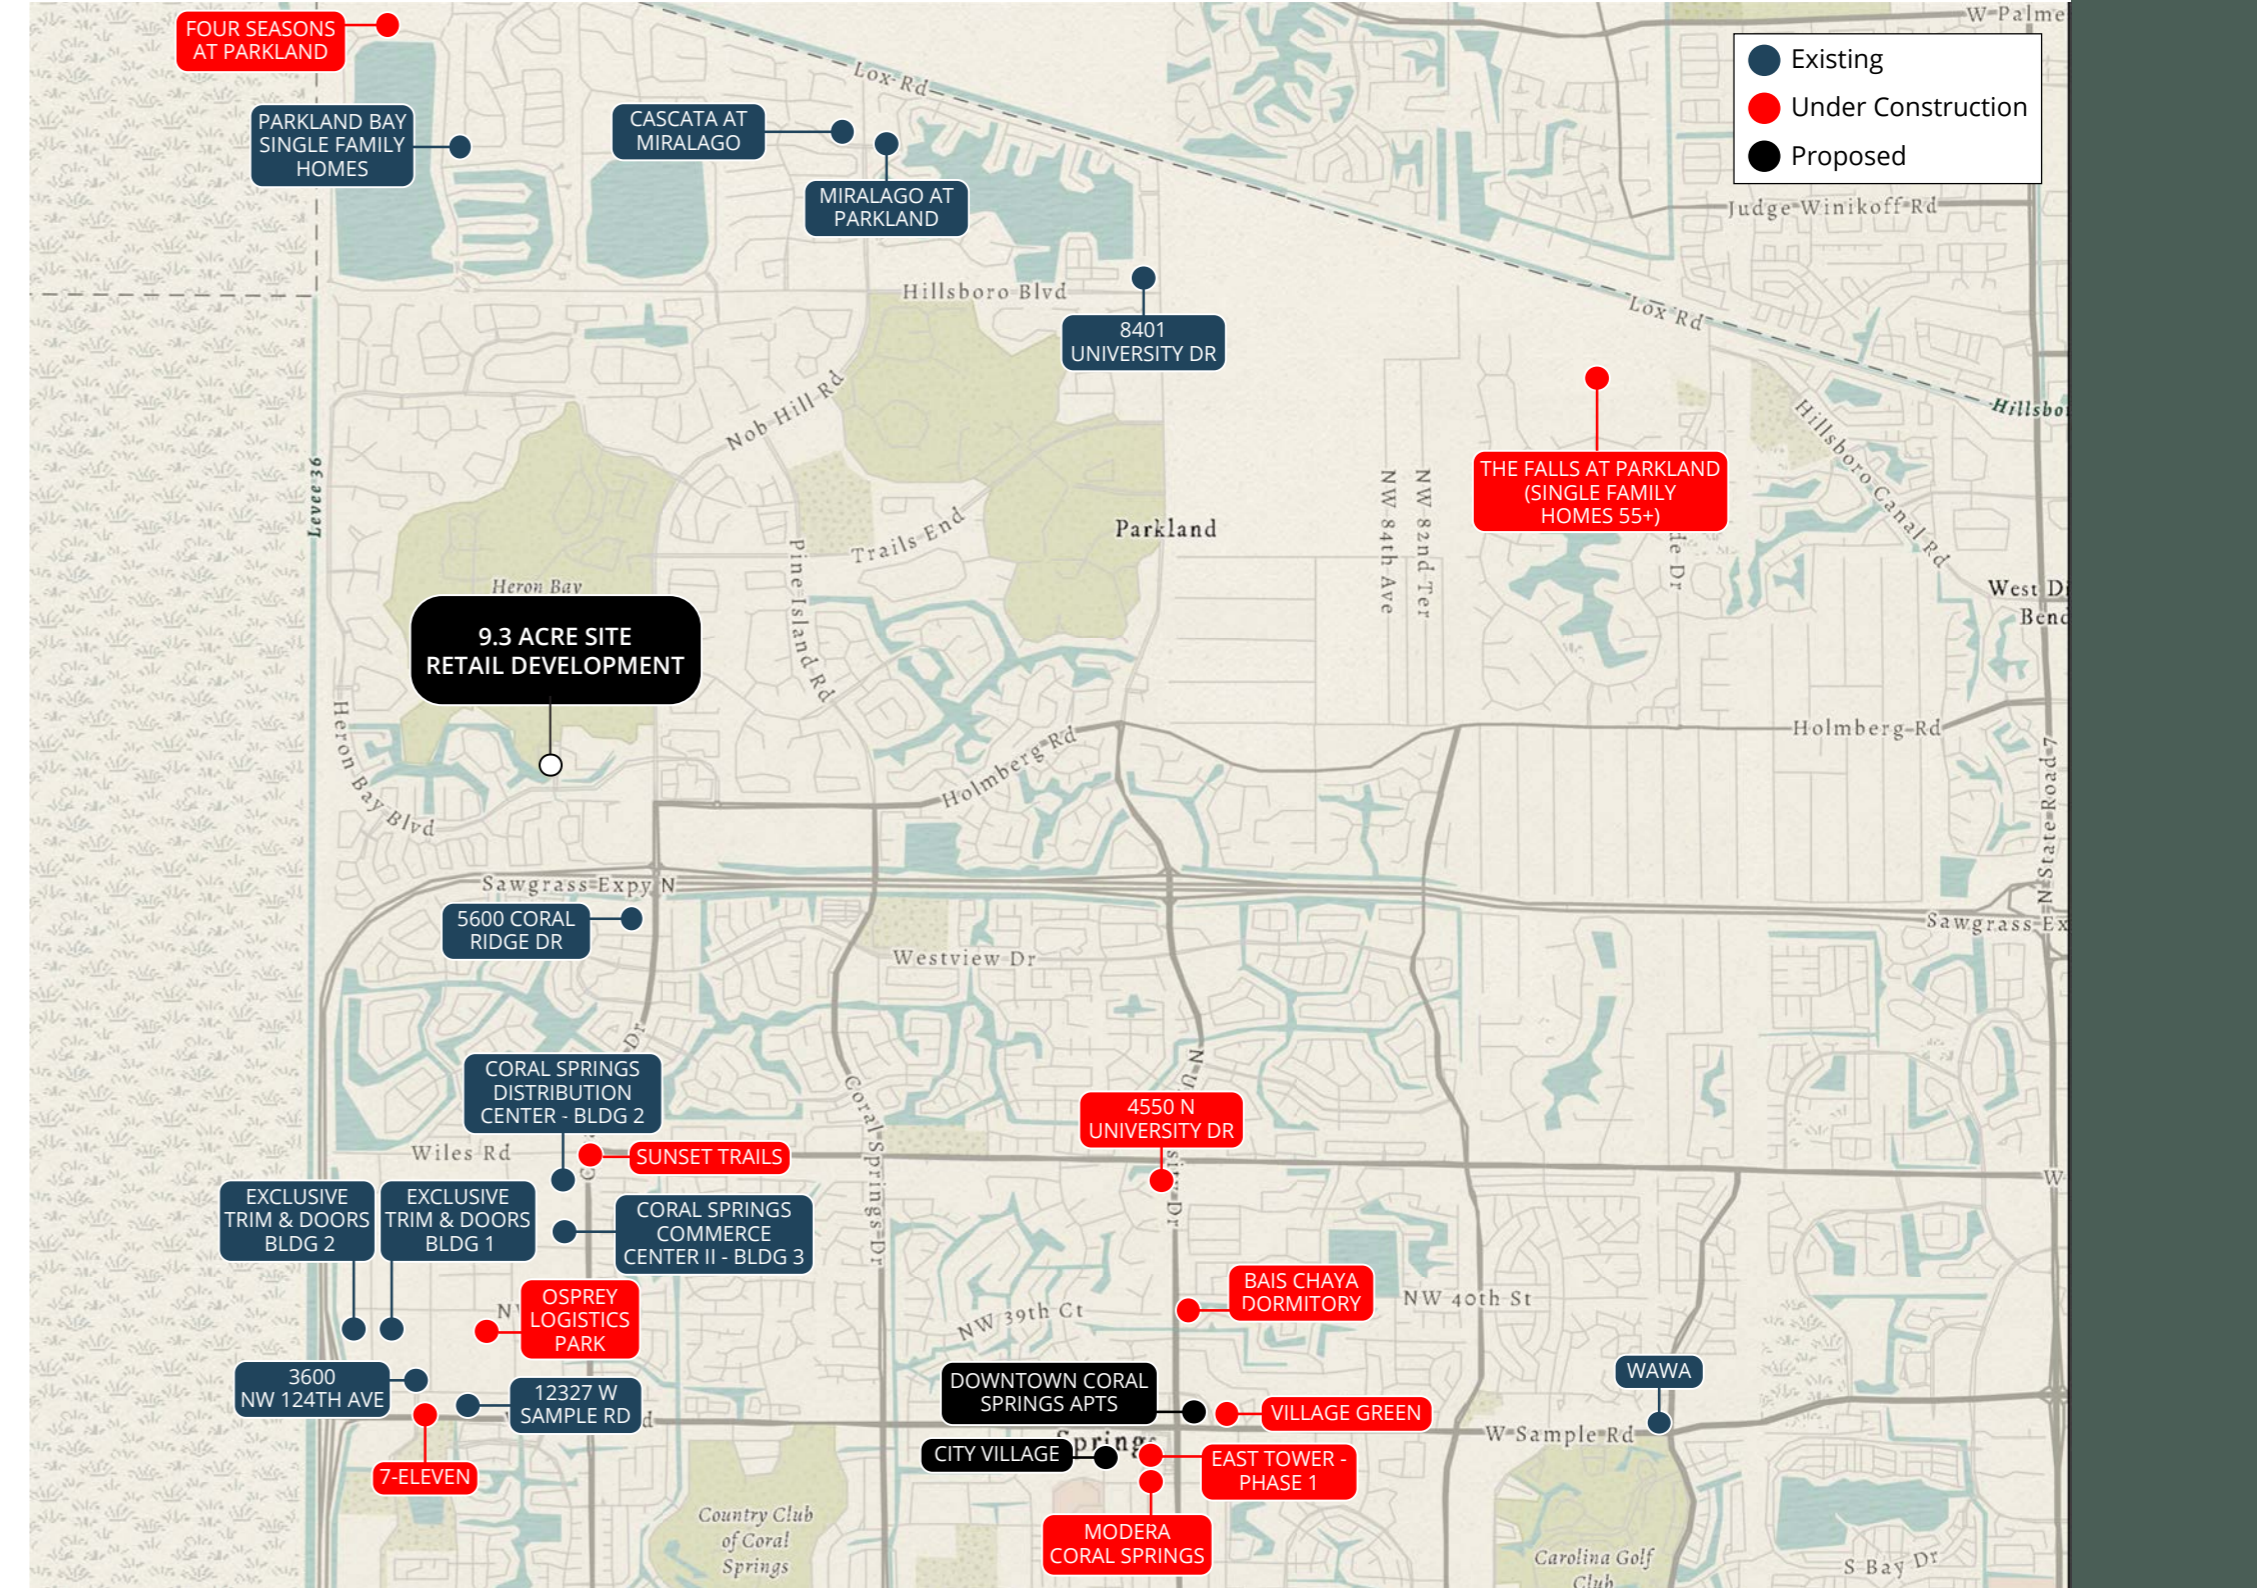 FOUR SEASONS
AT PARKLAND
W Palme
Existing
Under Construction
Proposed
Lox Rd
PARKLAND BAY
SINGLE FAMILY
HOMES
CASCATA AT
MIRALAGO
MIRALAGO AT
PARKLAND
Judge Winikoff Rd
Hillsboro Blvd
8401
UNIVERSITY DR
Lox Rd
Hillsbo
Nob Hill Rd
Hillsboro Canal Rd
THE FALLS AT PARKLAND
(SINGLE FAMILY
HOMES 55+)
Levee 36
Trails End
Parkland
NW 84th Ave
NW 82nd Ter
de Dr
Pine Island Rd
Heron Bay
West D
Bend
9.3 ACRE SITE
RETAIL DEVELOPMENT
Heron Bay Blvd
Holmberg Rd
Holmberg Rd
N State Road 7
Sawgrass Expy N
Sawgrass Ex
5600 CORAL
RIDGE DR
Westview Dr
Dr
CORAL SPRINGS
DISTRIBUTION
CENTER - BLDG 2
Coral Springs Dr
N U
4550 N
UNIVERSITY DR
sity Dr
Wiles Rd
SUNSET TRAILS
W
EXCLUSIVE
TRIM & DOORS
BLDG 2
EXCLUSIVE
TRIM & DOORS
BLDG 1
CORAL SPRINGS
COMMERCE
CENTER II - BLDG 3
OSPREY
LOGISTICS
PARK
BAIS CHAYA
DORMITORY
NW 40th St
NW 39th Ct
3600
NW 124TH AVE
12327 W
SAMPLE RD
d
DOWNTOWN CORAL
SPRINGS APTS
VILLAGE GREEN
WAWA
W Sample Rd
Springs
CITY VILLAGE
EAST TOWER -
PHASE 1
7-ELEVEN
MODERA
CORAL SPRINGS
Country Club
of Coral
Springs
Carolina Golf
Club
S Bay Dr